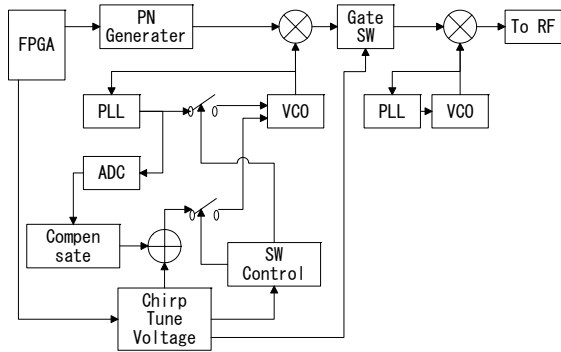 FPGA
PN
Generater
Gate
SW
To RF
PLL
VCO
PLL
VCO
ADC
Compen
sate
SW
Control
Chirp
Tune
Voltage